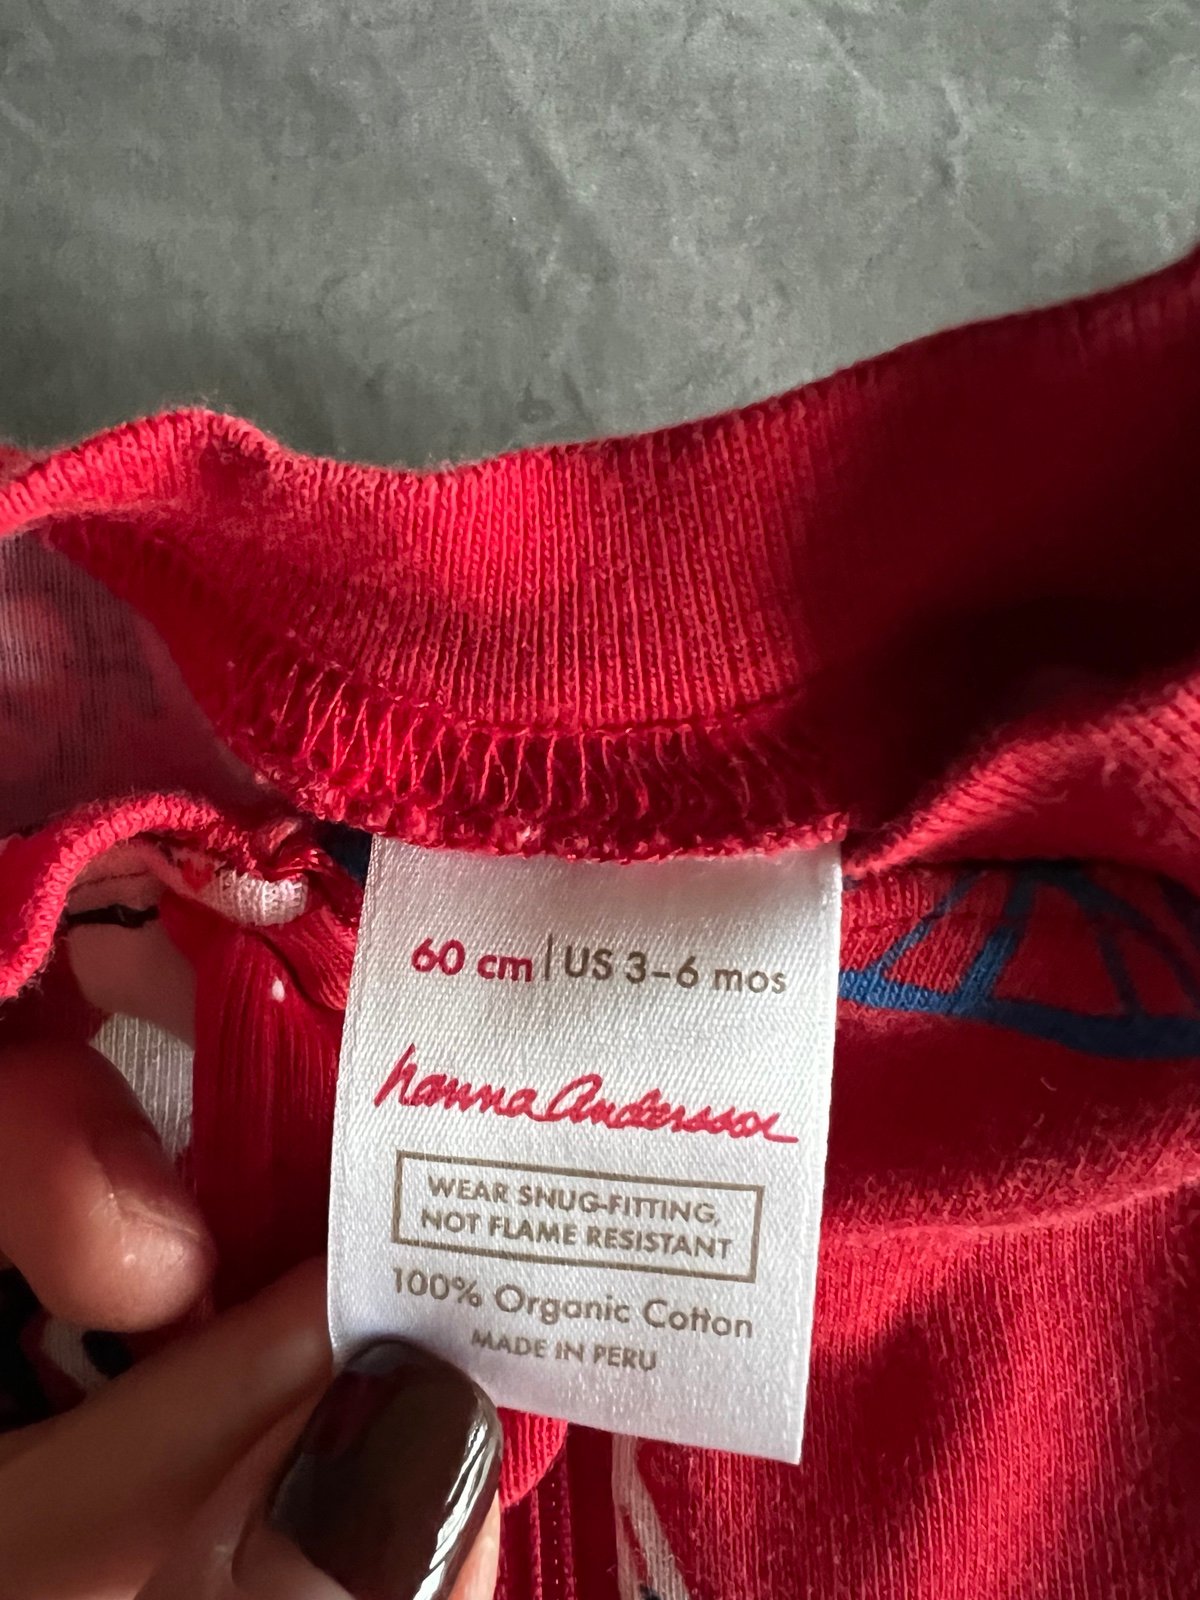 60 cm | US 3-6 mos
hanna Andersson
WEAR SNUG-FITTING,
NOT FLAME RESISTANT
100% Organic Cotton
MADE IN PERU